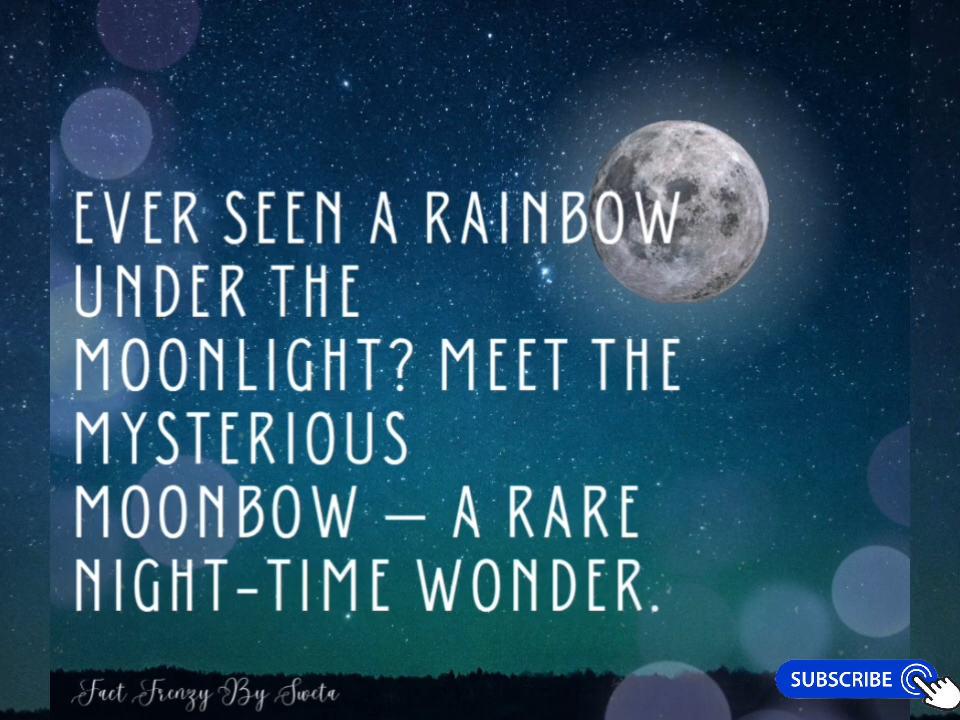 EVER SEEN A RAINBOW
UNDER THE
MOONLIGHT? MEET THE
MYSTERIOUS
MOONBOW – A RARE
NIGHT-TIME WONDER.
Fact Frenzy By Sweta
SUBSCRIBE